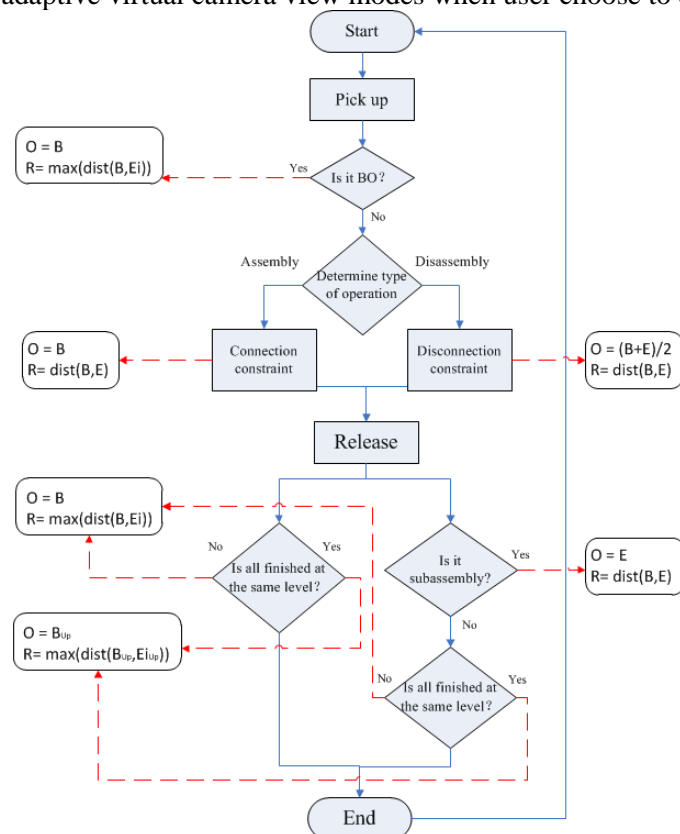 adaptive virtual camera view modes when user choose to
Start
Pick up
O = B
R= max(dist(B,Ei))
Yes
Is it BO?
No
Assembly
Disassembly
Determine type
of operation
O = B
R= dist(B,E)
Connection
constraint
Disconnection
constraint
O = (B+E)/2
R= dist(B,E)
Release
O = B
R= max(dist(B,Ei))
No
Yes
Is all finished at
the same level?
Is it
subassembly?
Yes
O = E
R= dist(B,E)
O = BUp
R= max(dist(BUp,EiUp))
No
No
Yes
Is all finished at
the same level?
End